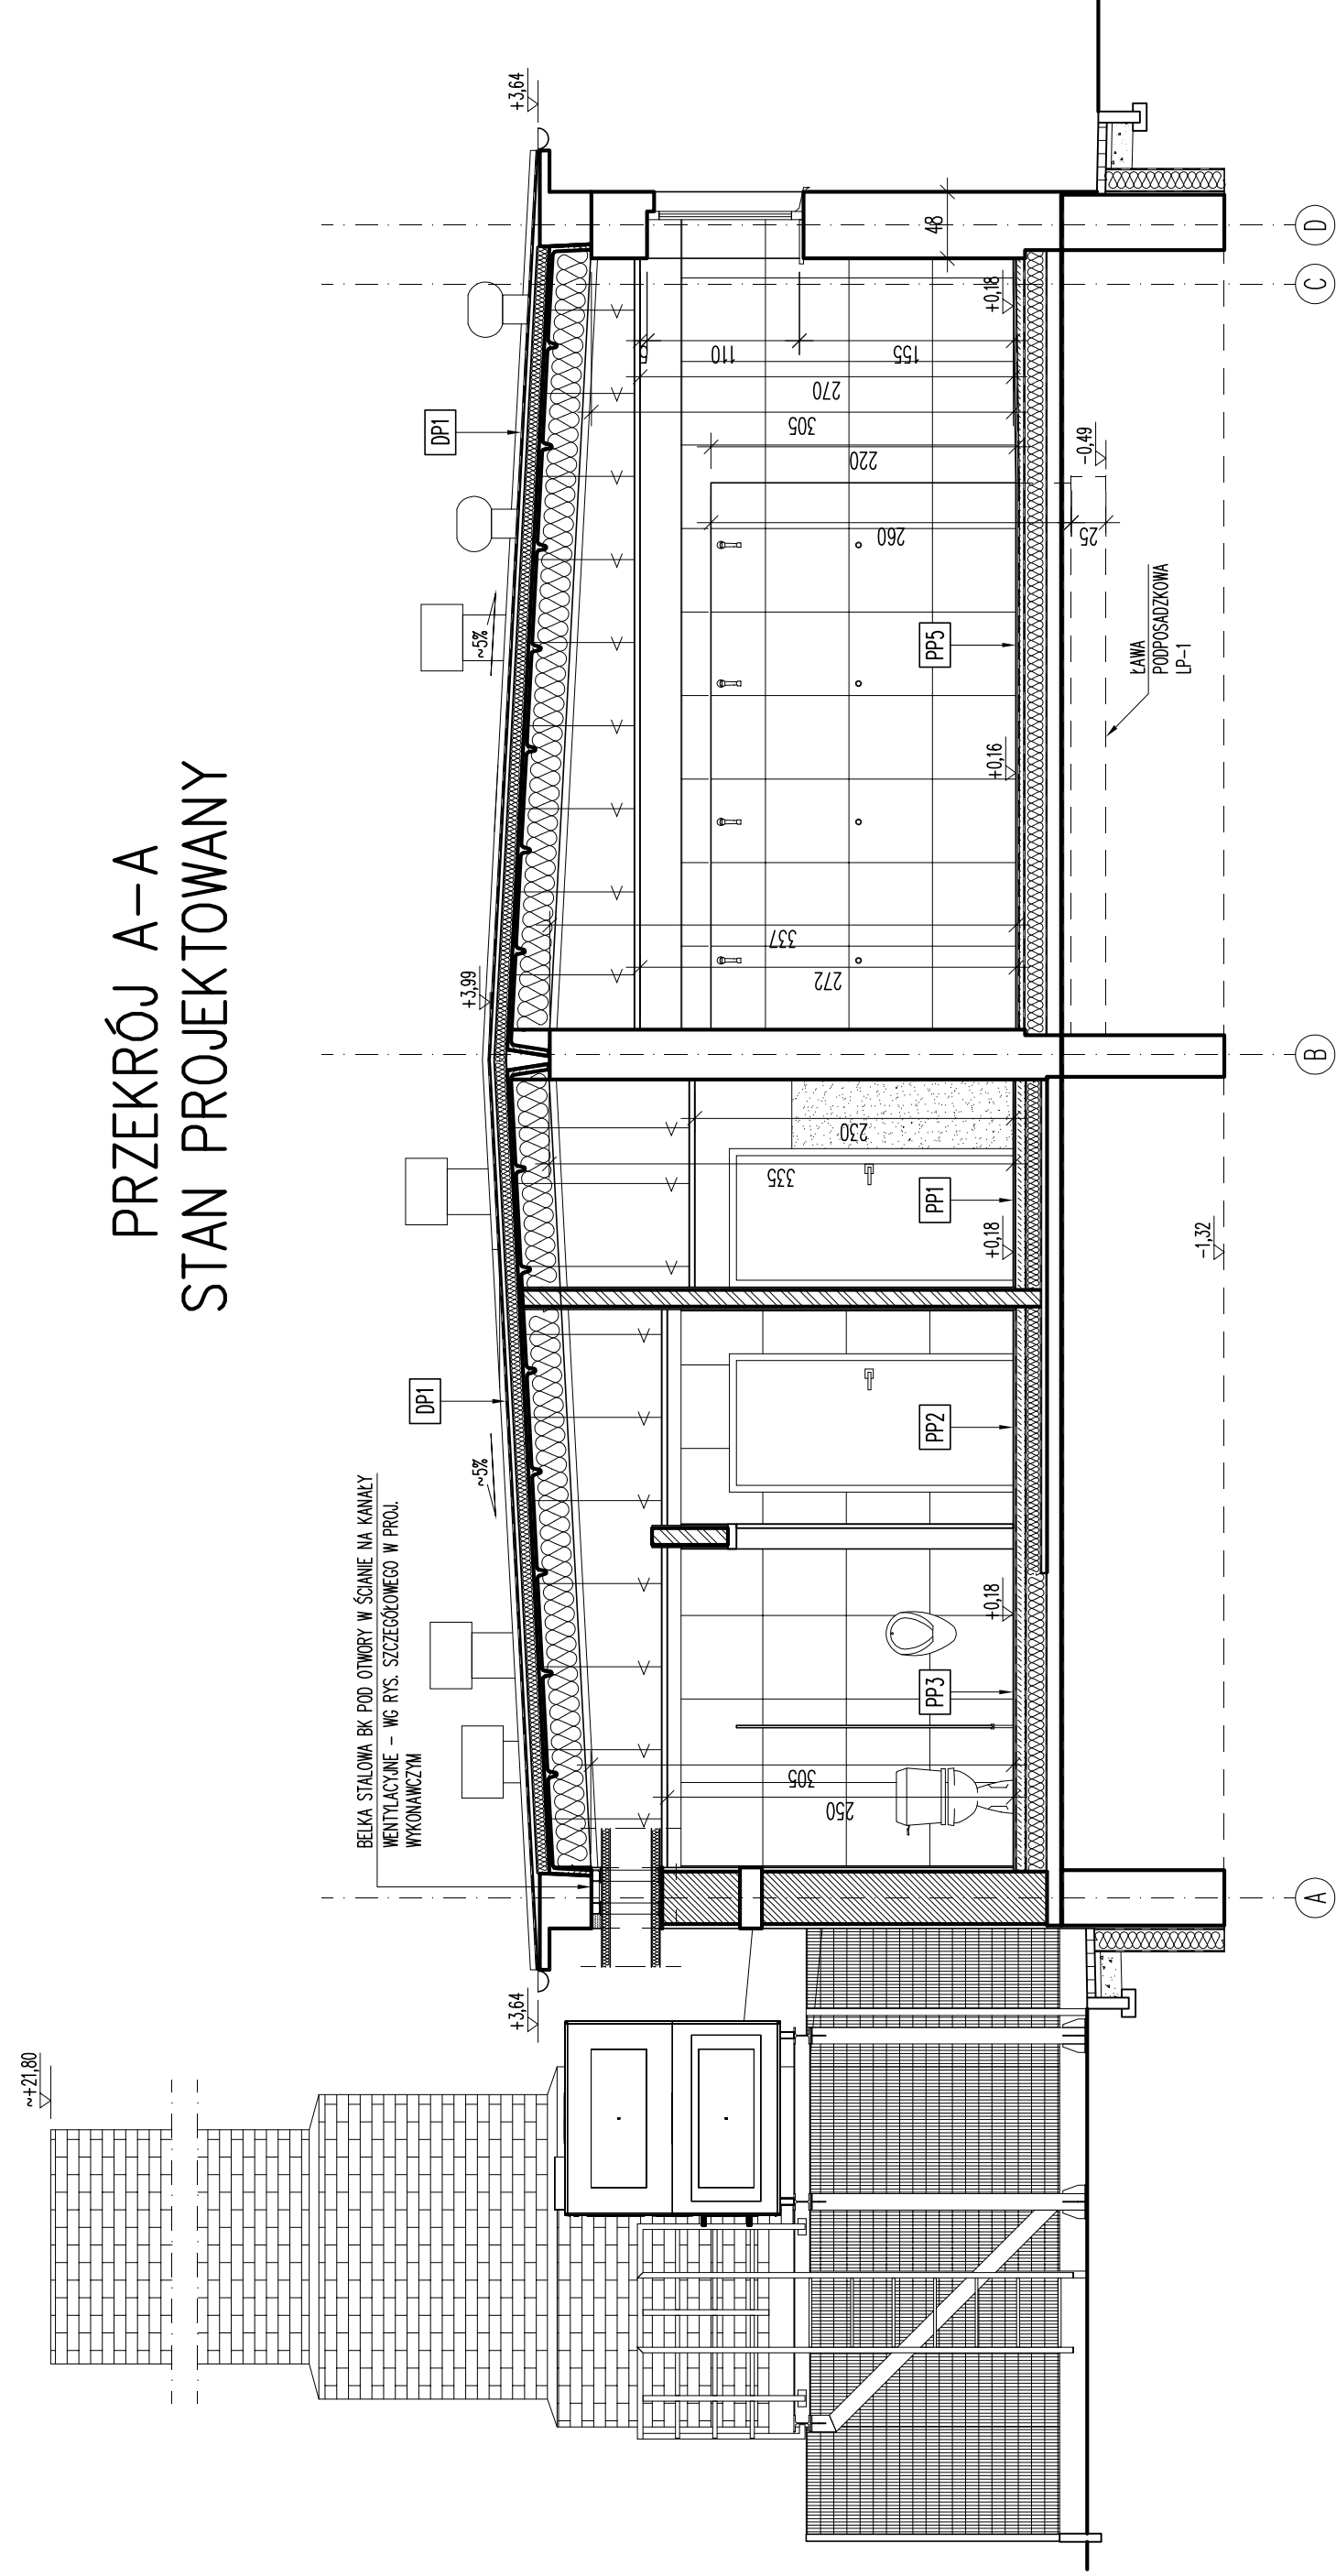 PRZEKRÓJ A-A
STAN PROJEKTOWANY
~+21,80
+3,64
BELKA STALOWA BK POD OTWORY W ŚCIANIE NA KANAŁY
WENTYLACYJNE - WG RYS. SZCZEGÓŁOWEGO W PROJ.
WYKONAWCZYM
DP1
~5%
+3,99
~5%
DP1
+3,64
250
305
PP3
+0,18
PP2
335
230
PP1
+0,18
272
337
+0,16
PP5
260
220
305
270
5
110
155
+0,18
48
25
-0,49
ŁAWA
PODPOSADZKOWA
LP-1
-1,32
A
B
C
D